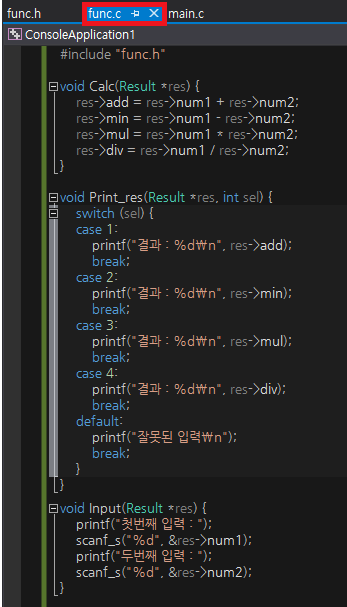 func.h func.c main.c
ConsoleApplication1
#include "func.h"
void Calc(Result *res) {
res->add = res->num1 + res->num2;
res->min = res->num1 - res->num2;
res->mul = res->num1 * res->num2;
res->div = res->num1 / res->num2;
}
void Print_res(Result *res, int sel) {
switch (sel) {
case 1:
printf("결과 : %d₩n", res->add);
break;
case 2:
printf("결과 : %d₩n", res->min);
break;
case 3:
printf("결과 : %d₩n", res->mul);
break;
case 4:
printf("결과 : %d₩n", res->div);
break;
default:
printf("잘못된 입력₩n");
break;
}
}
void Input(Result *res) {
printf("첫번째 입력 : ");
scanf_s("%d", &res->num1);
printf("두번째 입력 : ");
scanf_s("%d", &res->num2);
}